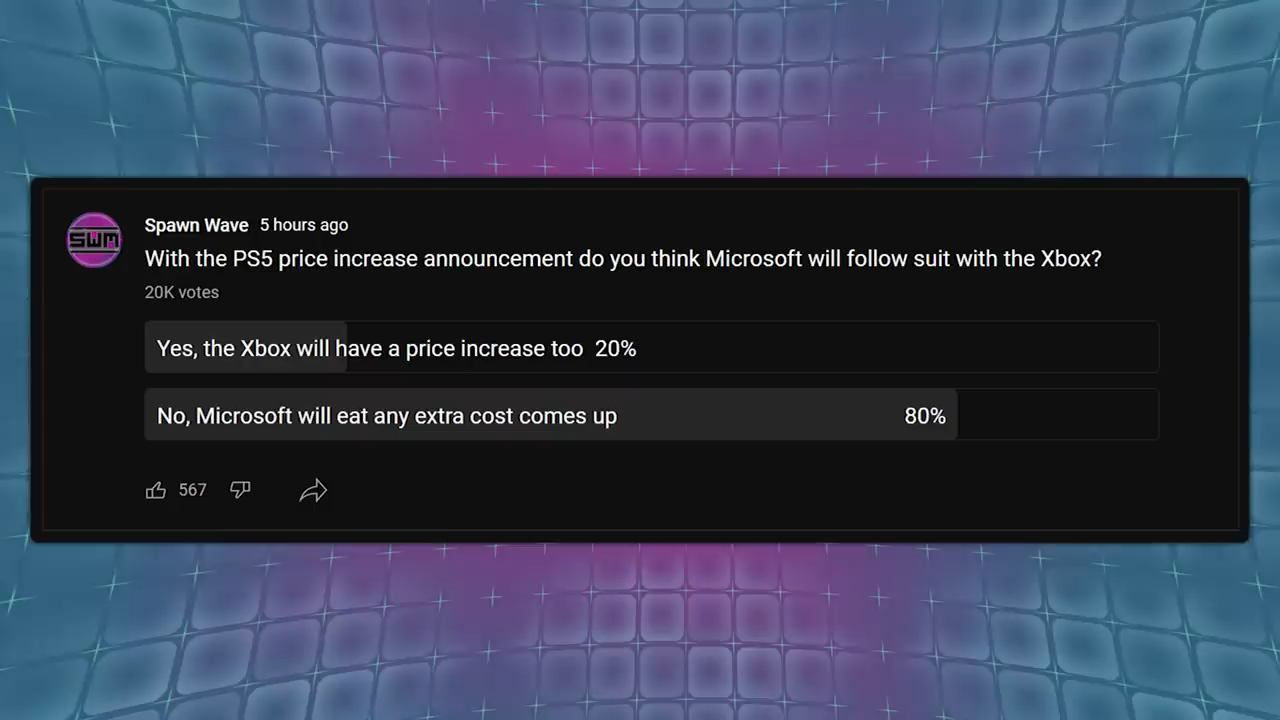 SWM
Spawn Wave 5 hours ago
With the PS5 price increase announcement do you think Microsoft will follow suit with the Xbox?
20K votes
Yes, the Xbox will have a price increase too 20%
No, Microsoft will eat any extra cost comes up 80%
567